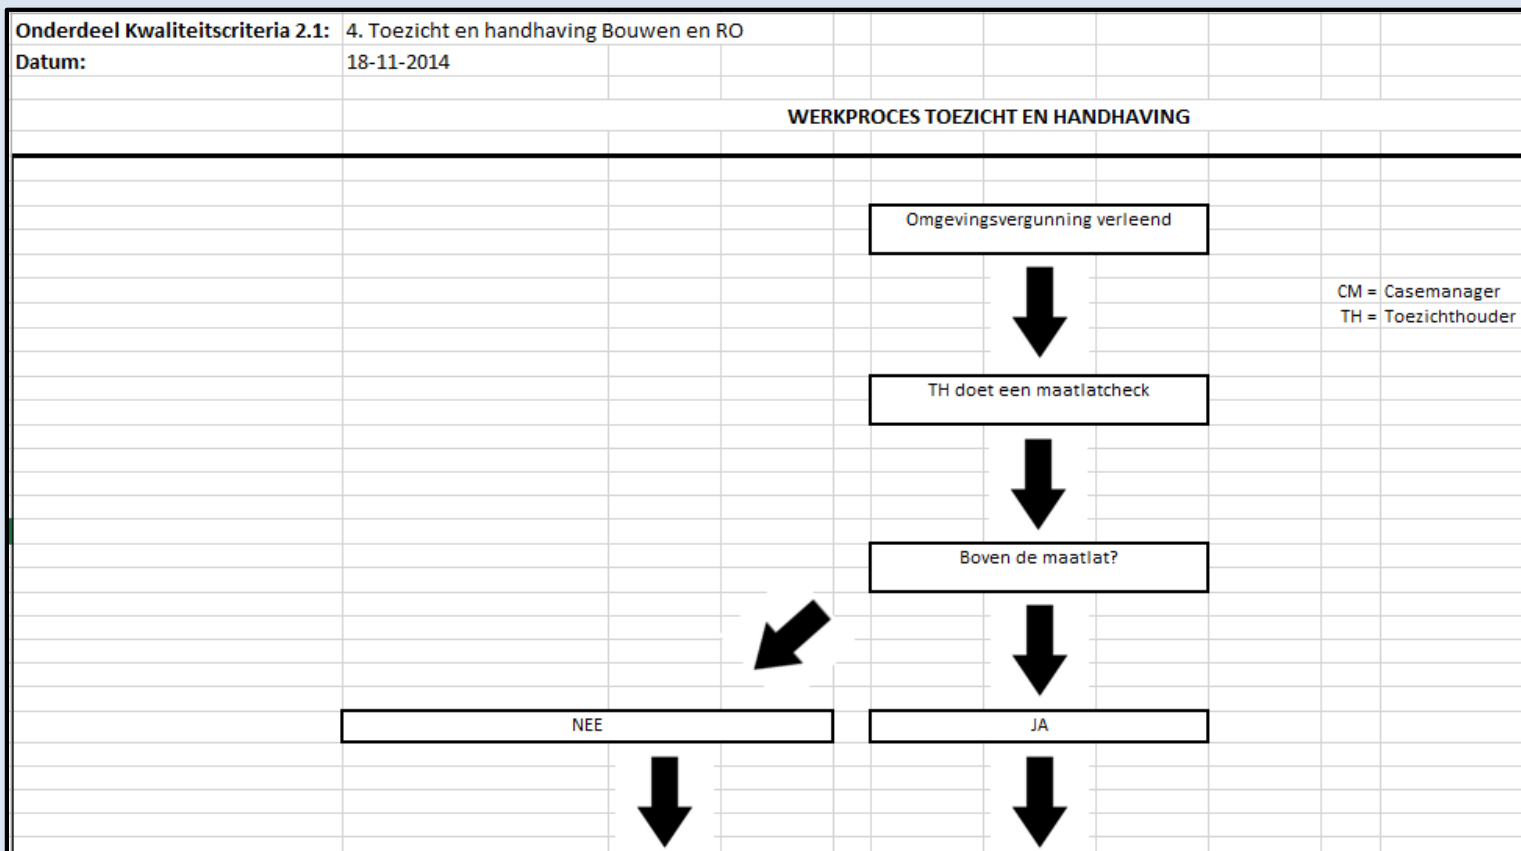 Onderdeel Kwaliteitscriteria 2.1: 4. Toezicht en handhaving Bouwen en RO
Datum: 18-11-2014
WERKPROCES TOEZICHT EN HANDHAVING
Omgevingsvergunning verleend
CM = Casemanager
TH = Toezichthouder
TH doet een maatlatcheck
Boven de maatlat?
NEE
JA